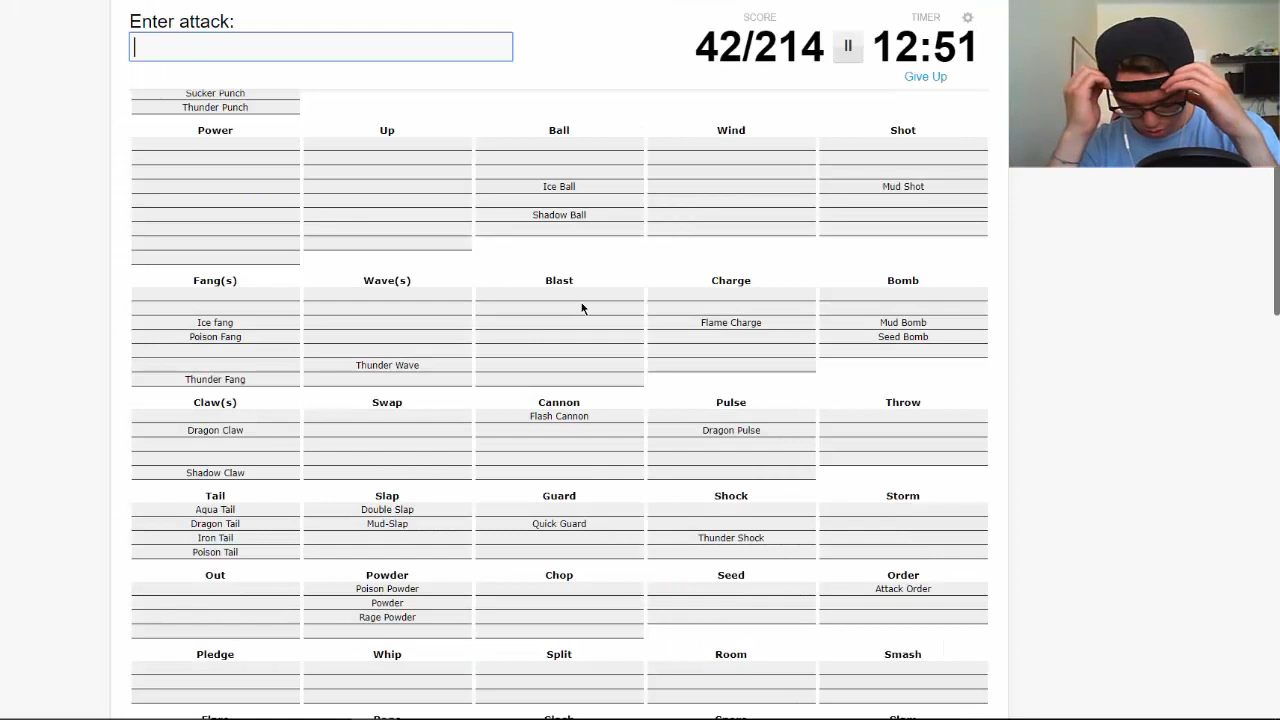 Enter attack:
SCORE
TIMER
42/214
12:51
Give Up
Sucker Punch
Thunder Punch
Power Up Ball Wind Shot
Ice Ball Mud Shot
Shadow Ball
Fang(s) Wave(s) Blast Charge Bomb
Ice fang Flame Charge Mud Bomb
Poison Fang Seed Bomb
Thunder Wave
Thunder Fang
Claw(s) Swap Cannon Pulse Throw
Flash Cannon
Dragon Claw Dragon Pulse
Shadow Claw
Tail Slap Guard Shock Storm
Aqua Tail Double Slap
Dragon Tail Mud-Slap Quick Guard
Iron Tail Thunder Shock
Poison Tail
Out Powder Chop Seed Order
Poison Powder Attack Order
Powder
Rage Powder
Pledge Whip Split Room Smash